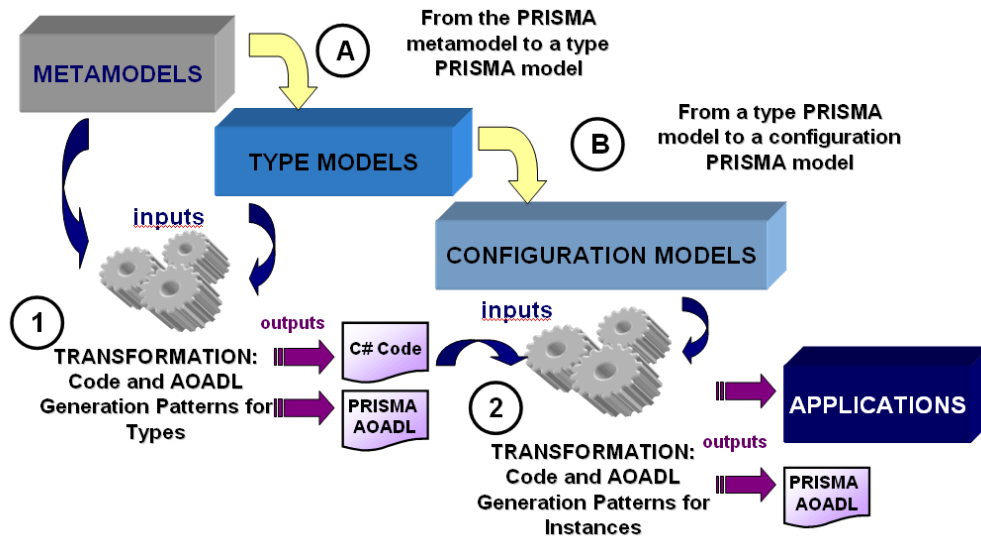 From the PRISMA
metamodel to a type
PRISMA model
A
METAMODELS
From a type PRISMA
model to a configuration
PRISMA model
B
TYPE MODELS
inputs
CONFIGURATION MODELS
1
inputs
outputs
TRANSFORMATION:
Code and AOADL
Generation Patterns for
Types
C# Code
PRISMA
AOADL
2
APPLICATIONS
outputs
TRANSFORMATION:
Code and AOADL
Generation Patterns for
Instances
PRISMA
AOADL